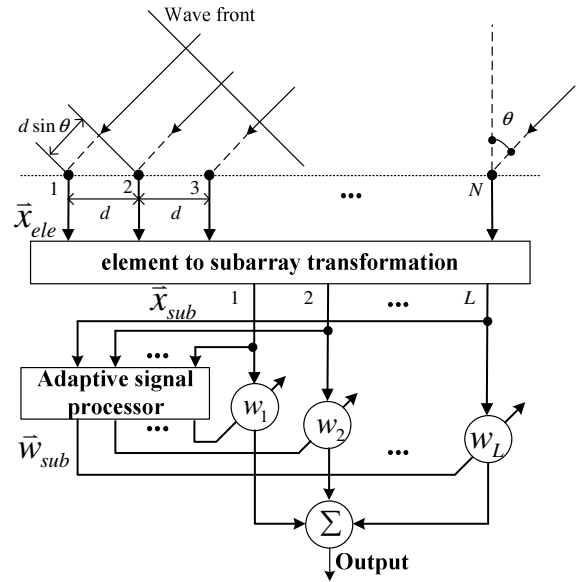 Wave front
d sin θ
θ
1 2 3 ... N
d d
x⃗ele
element to subarray transformation
x⃗sub 1 2 ... L
...
Adaptive signal
processor
...
w⃗sub
w1 w2 ... wL
Σ
Output